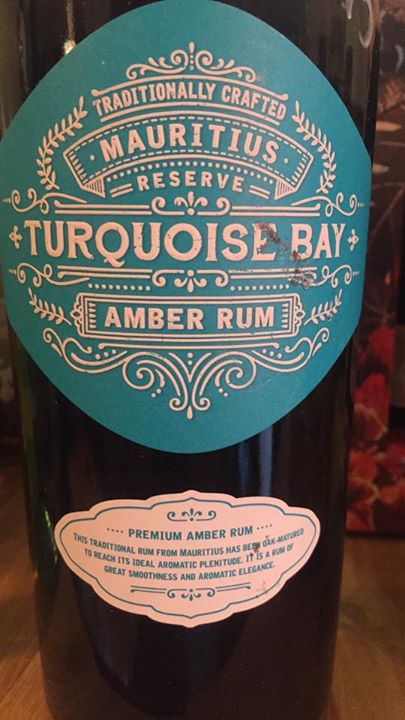 TRADITIONALLY CRAFTED
· MAURITIUS ·
RESERVE
TURQUOISE BAY
AMBER RUM
···· PREMIUM AMBER RUM ····
THIS TRADITIONAL RUM FROM MAURITIUS HAS BEEN OAK-MATURED
TO REACH ITS IDEAL AROMATIC PLENITUDE. IT IS A RUM OF
GREAT SMOOTHNESS AND AROMATIC ELEGANCE.